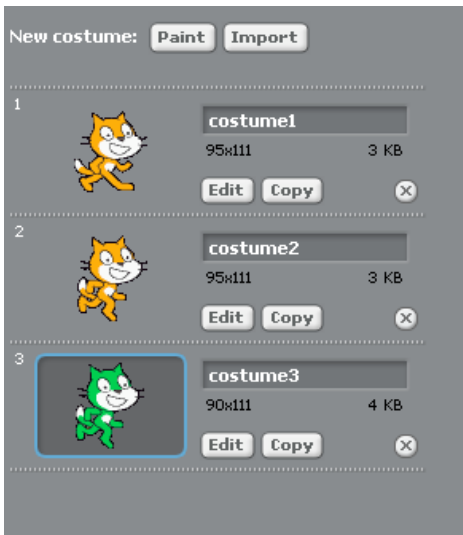 New costume: Paint Import
1
costume1
95x111 3 KB
Edit Copy
2
costume2
95x111 3 KB
Edit Copy
3
costume3
90x111 4 KB
Edit Copy